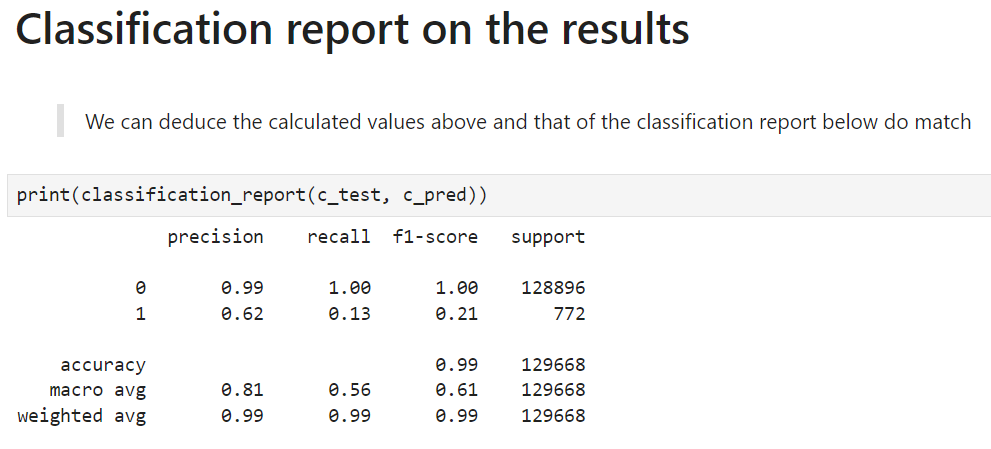 Classification report on the results
We can deduce the calculated values above and that of the classification report below do match
print(classification_report(c_test, c_pred))
precision recall f1-score support
0 0.99 1.00 1.00 128896
1 0.62 0.13 0.21 772
accuracy 0.99 129668
macro avg 0.81 0.56 0.61 129668
weighted avg 0.99 0.99 0.99 129668